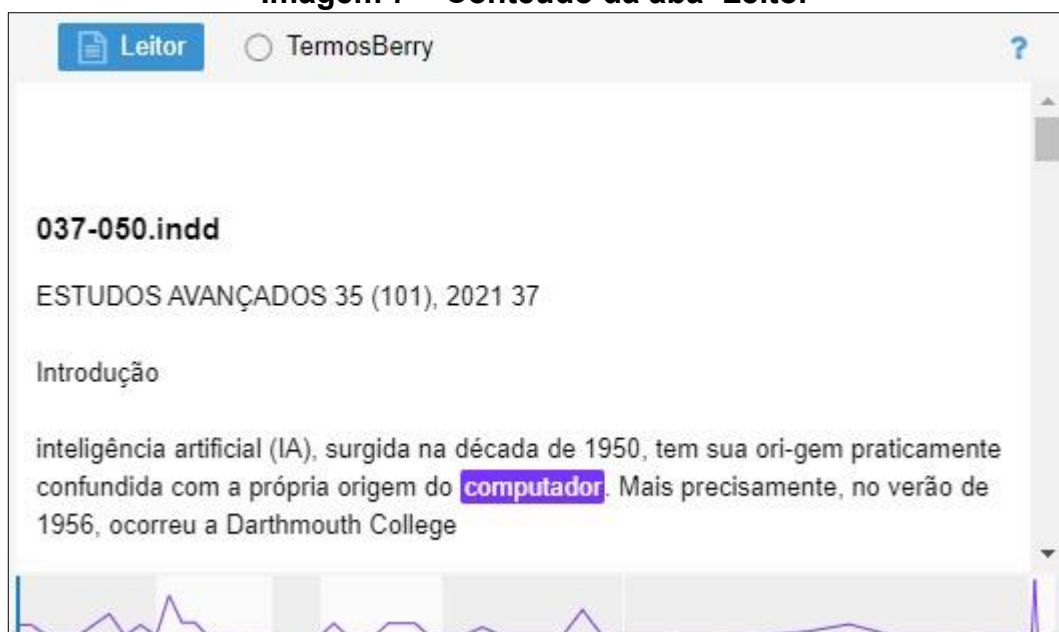 Leitor TermosBerry ?
037-050.indd
ESTUDOS AVANÇADOS 35 (101), 2021 37
Introdução
inteligência artificial (IA), surgida na década de 1950, tem sua ori-gem praticamente
confundida com a própria origem do computador. Mais precisamente, no verão de
1956, ocorreu a Darthmouth College